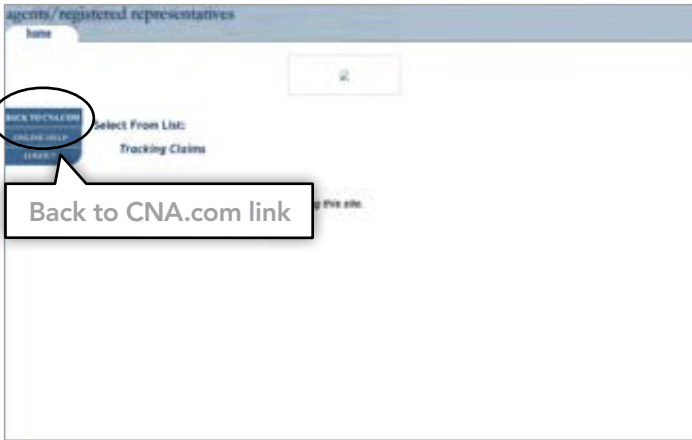 agents/registered representatives
home
BACK TO CNA.COM
ONLINE HELP
LOGOUT
Select From List:
Tracking Claims
Back to CNA.com link
g this site.